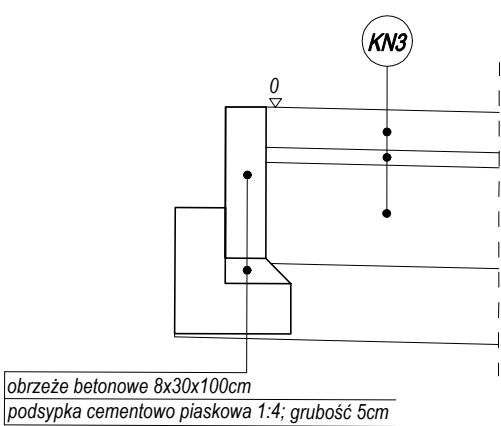 KN3
0
obrzeże betonowe 8x30x100cm
podsypka cementowo piaskowa 1:4; grubość 5cm